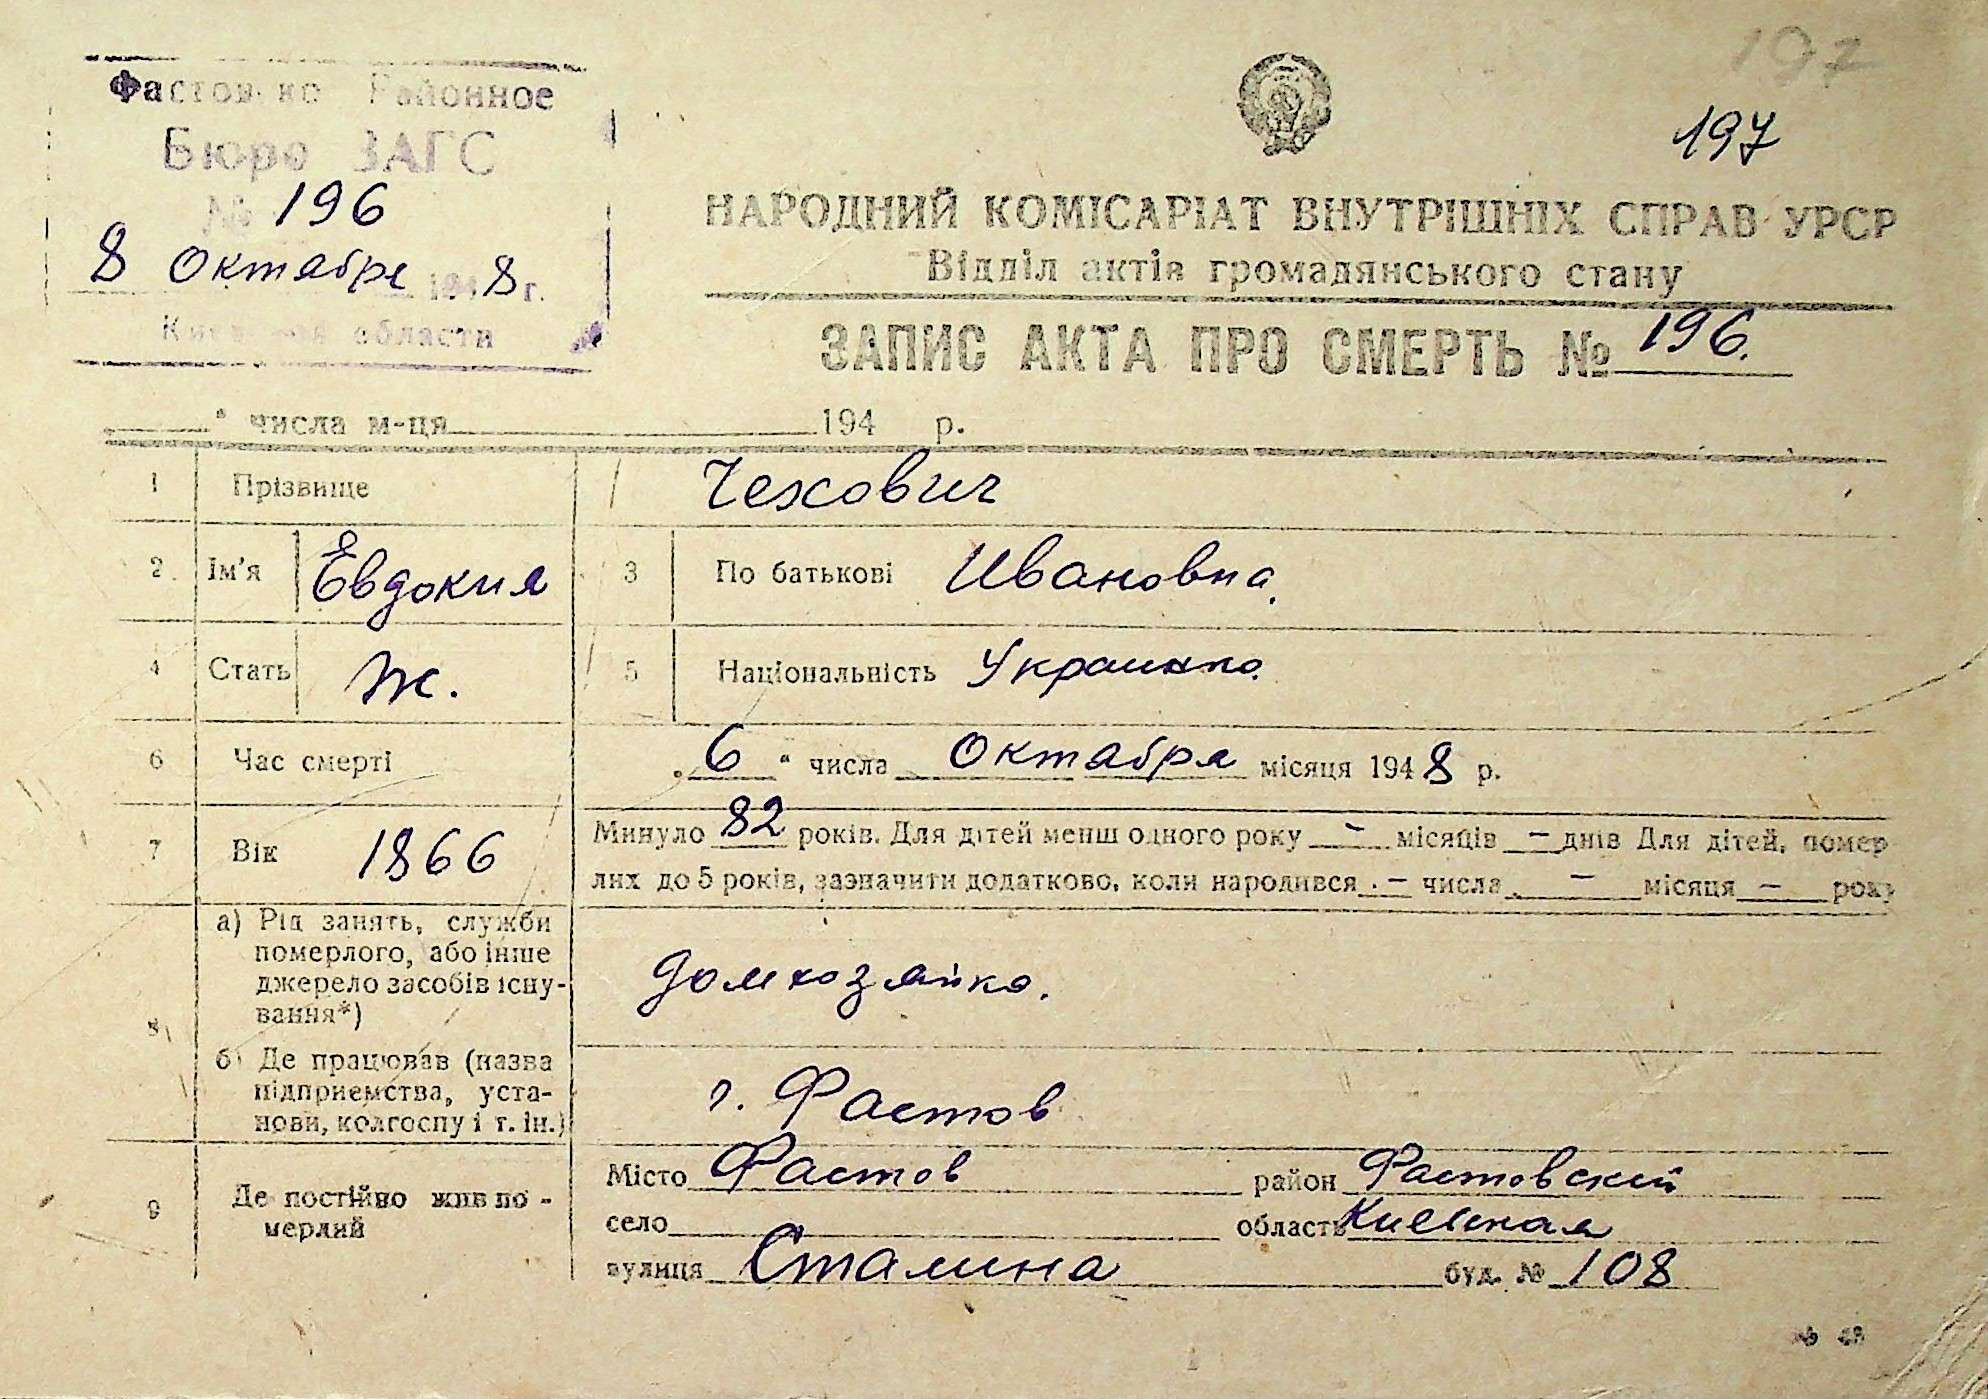 197
Фастовско Районное
Бюро ЗАГС
197
№ 196
НАРОДНИЙ КОМІСАРІАТ ВНУТРІШНІХ СПРАВ УРСР
8 Октабре 1948 г.
Відділ актів громадянського стану
Киевской области
ЗАПИС АКТА ПРО СМЕРТЬ № 196.
" числа м-ця 194 р.
1 Прізвище Чехович
2 Ім'я Евдокия 3 По батькові Ивановна.
4 Стать Ж. 5 Національність Украинка.
6 Час смерті „6" числа Октабря місяця 1948 р.
7 Вік 1866 Минуло 82 років. Для дітей менш одного року – місяців – днів Для дітей, помер
лих до 5 років, зазначити додатково, коли народився – числа – місяця – року
8 а) Рід занять, служби
померлого, або інше
джерело засобів існу-
вання*)
домхозяйка.
б) Де працював (назва
підприємства, уста-
нови, колгоспу і т. ін.)
г. Фастов
9 Де постійно жив по-
мерлий
Місто Фастов район Фастовский
село область Киевская
вулиця Сталина буд. № 108